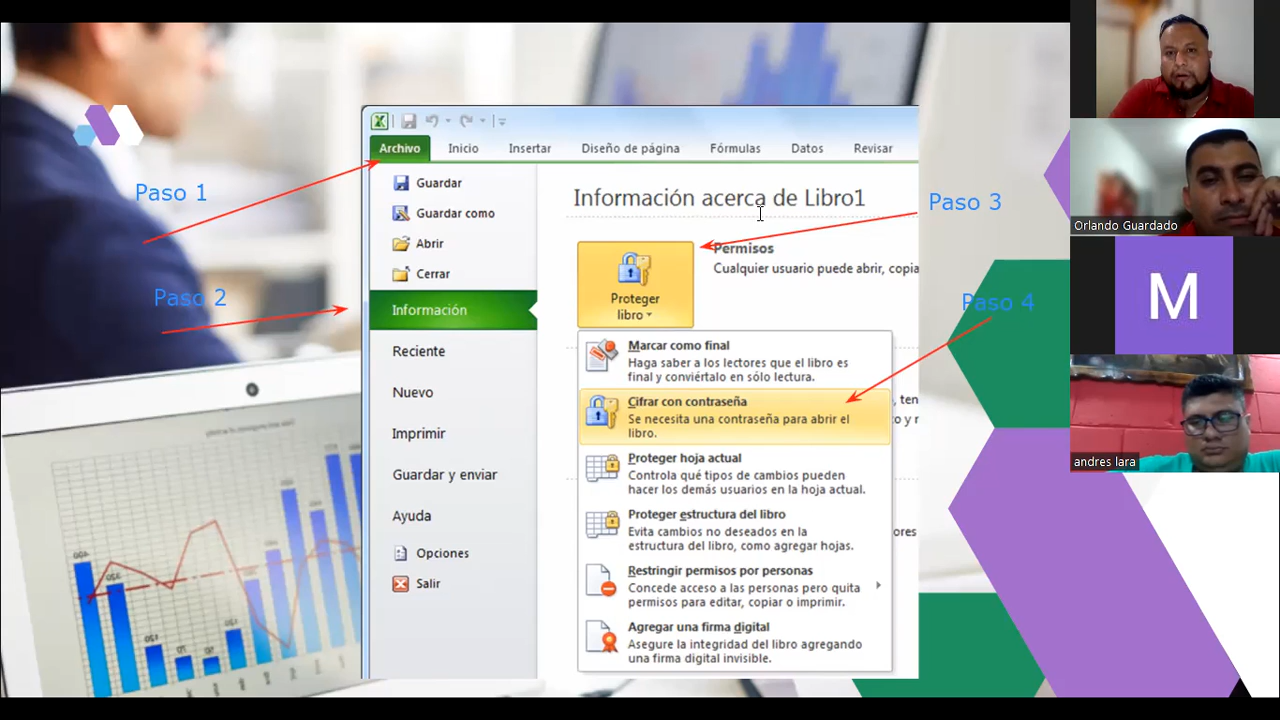 Archivo
Inicio
Insertar
Diseño de página
Fórmulas
Datos
Revisar
Paso 1
Paso 2
Paso 3
Paso 4
Guardar
Guardar como
Abrir
Cerrar
Información
Reciente
Nuevo
Imprimir
Guardar y enviar
Ayuda
Opciones
Salir
Información acerca de Libro1
Proteger
libro
Permisos
Cualquier usuario puede abrir, copia
Marcar como final
Haga saber a los lectores que el libro es
final y conviértalo en sólo lectura.
Cifrar con contraseña
Se necesita una contraseña para abrir el
libro.
Proteger hoja actual
Controla qué tipos de cambios pueden
hacer los demás usuarios en la hoja actual.
Proteger estructura del libro
Evita cambios no deseados en la
estructura del libro, como agregar hojas.
Restringir permisos por personas
Concede acceso a las personas pero quita
permisos para editar, copiar o imprimir.
Agregar una firma digital
Asegure la integridad del libro agregando
una firma digital invisible.
, ten
o y r
ores
Orlando Guardado
M
andres lara